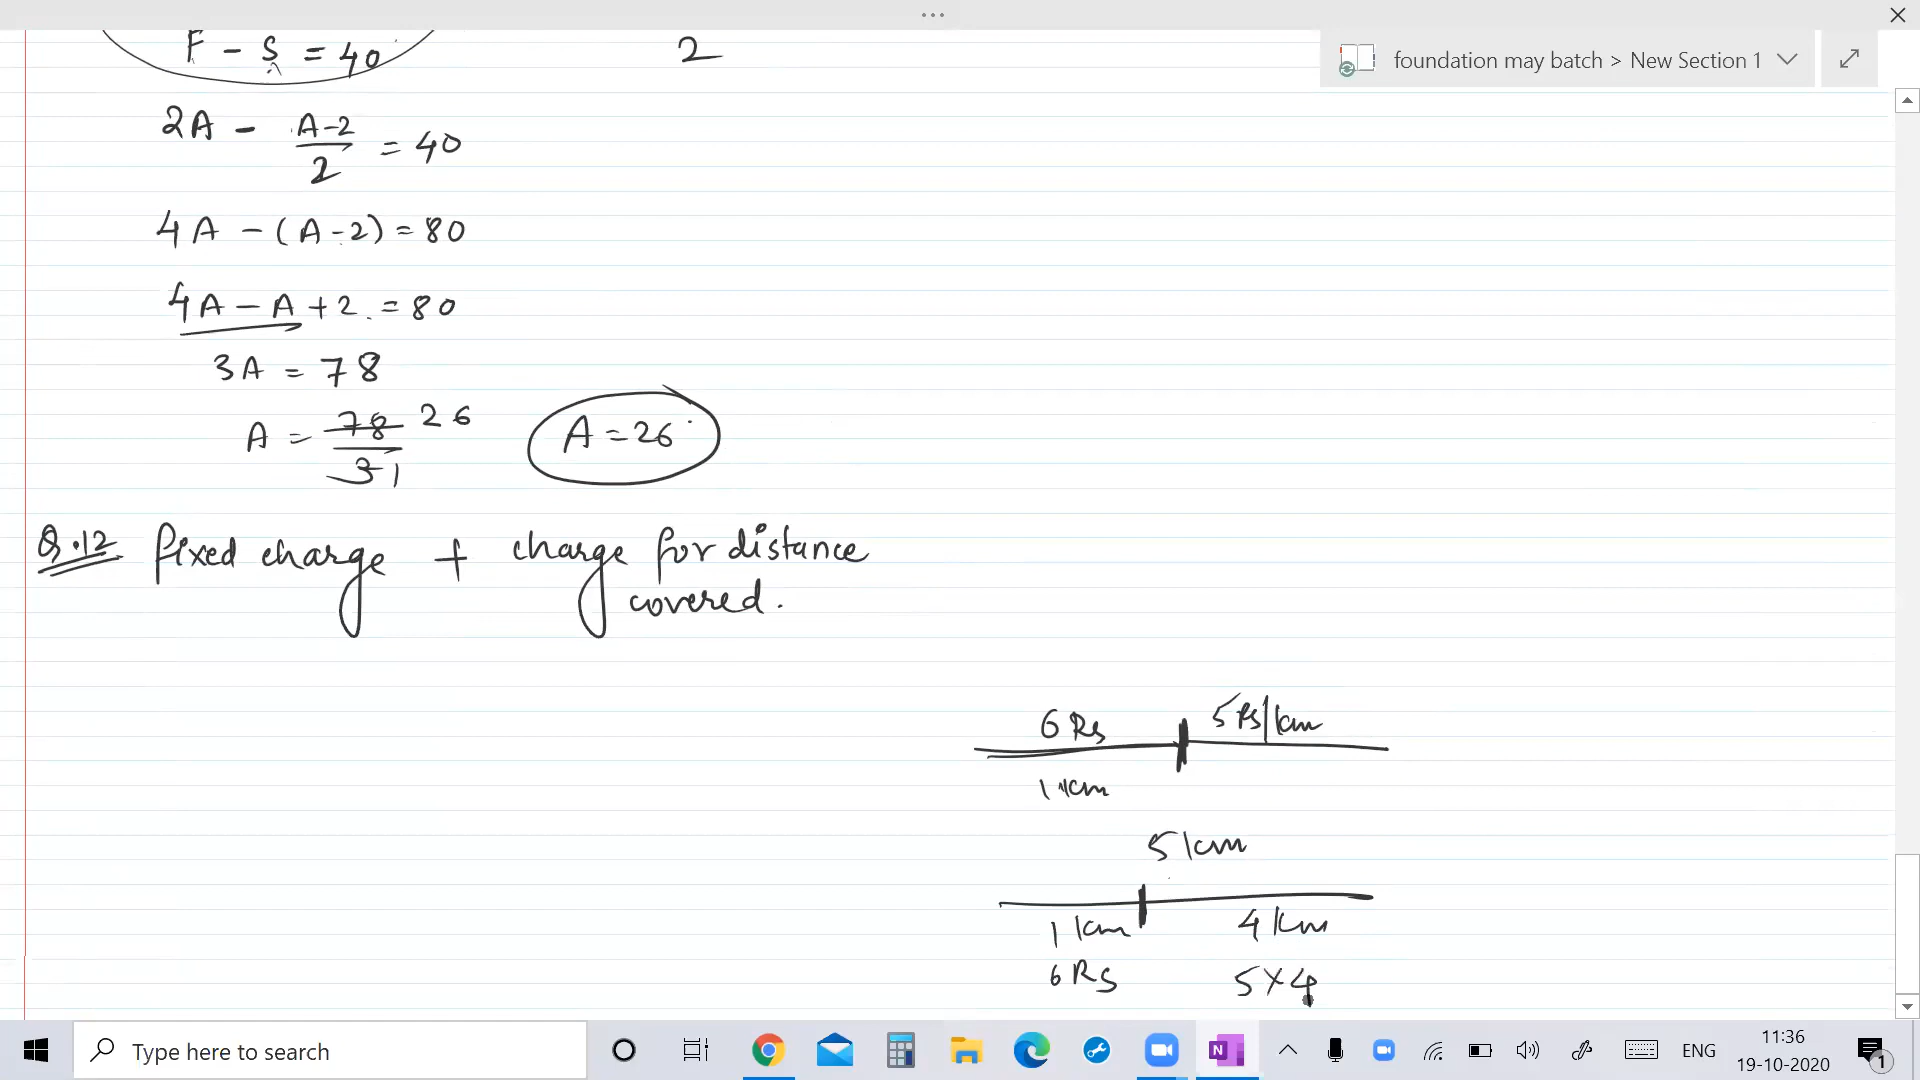 foundation may batch > New Section 1
F - S = 40
2
2A - A-2/2 = 40
4A - (A-2) = 80
4A - A + 2 = 80
3A = 78
A = 78/3 26
1
A = 26
Q.12 fixed charge + charge for distance
covered.
6 Rs 5 Rs/km
1 km
5 km
1 km 4 km
6 Rs 5×4
Type here to search
ENG
11:36
19-10-2020
1